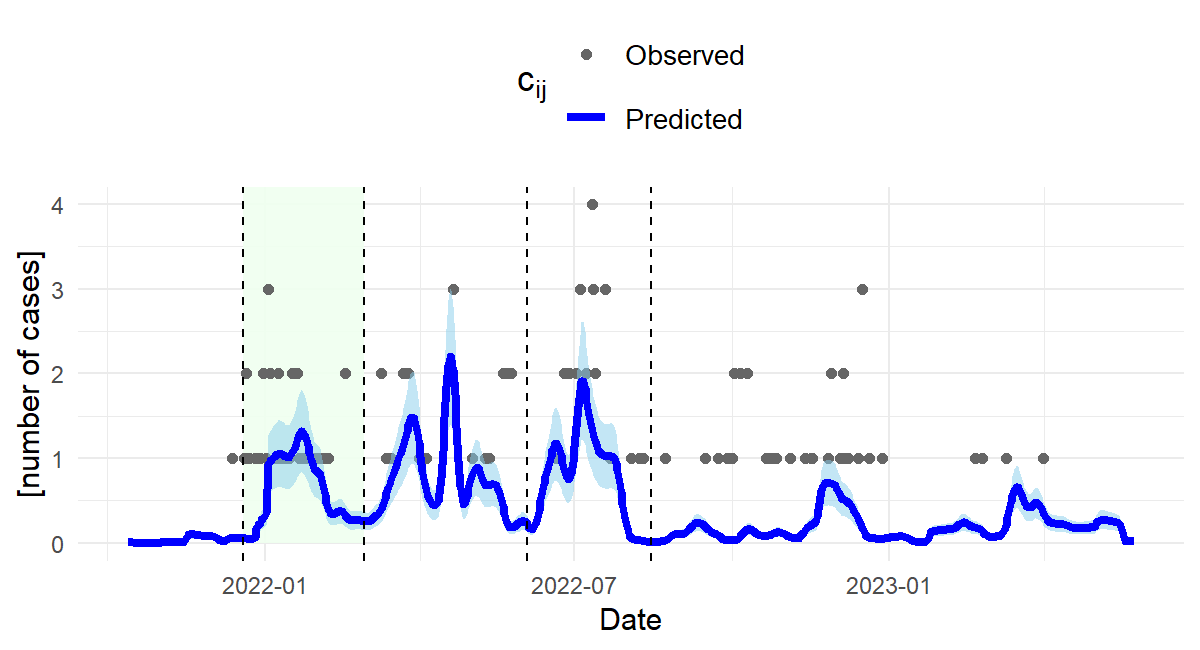 c_ij
Observed
Predicted
[number of cases]
4
3
2
1
0
2022-01
2022-07
2023-01
Date